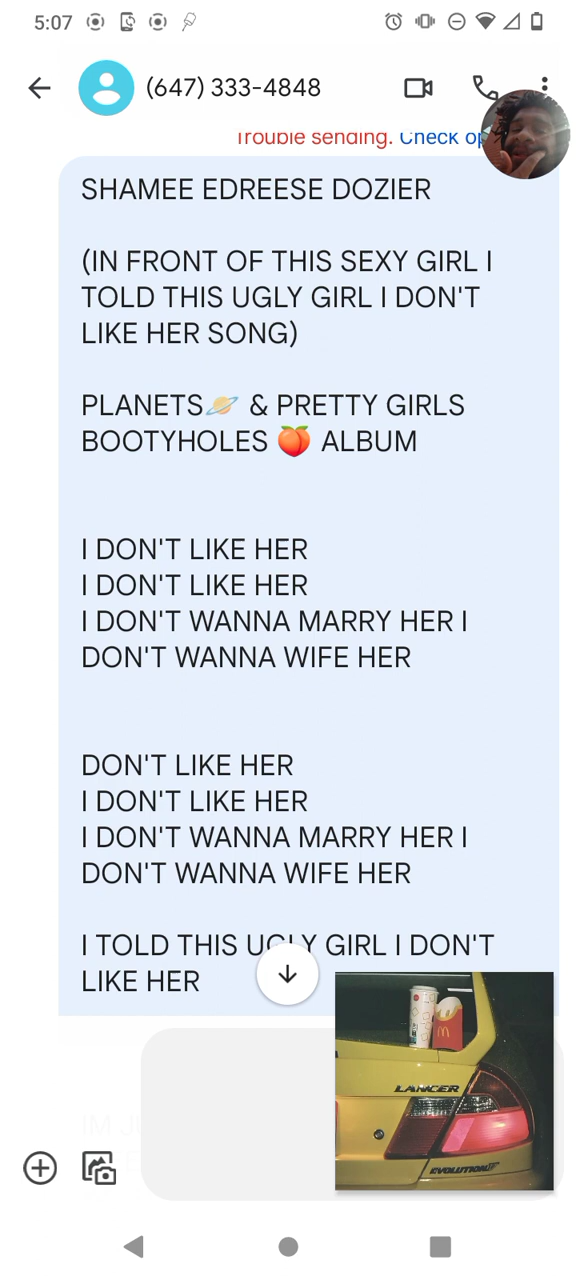 5:07
(647) 333-4848
Trouble sending. Check op
SHAMEE EDREESE DOZIER
(IN FRONT OF THIS SEXY GIRL I
TOLD THIS UGLY GIRL I DON'T
LIKE HER SONG)
PLANETS🪐 & PRETTY GIRLS
BOOTYHOLES 🍑 ALBUM
I DON'T LIKE HER
I DON'T LIKE HER
I DON'T WANNA MARRY HER I
DON'T WANNA WIFE HER
DON'T LIKE HER
I DON'T LIKE HER
I DON'T WANNA MARRY HER I
DON'T WANNA WIFE HER
I TOLD THIS UGLY GIRL I DON'T
LIKE HER
LANCER
EVOLUTION
IM